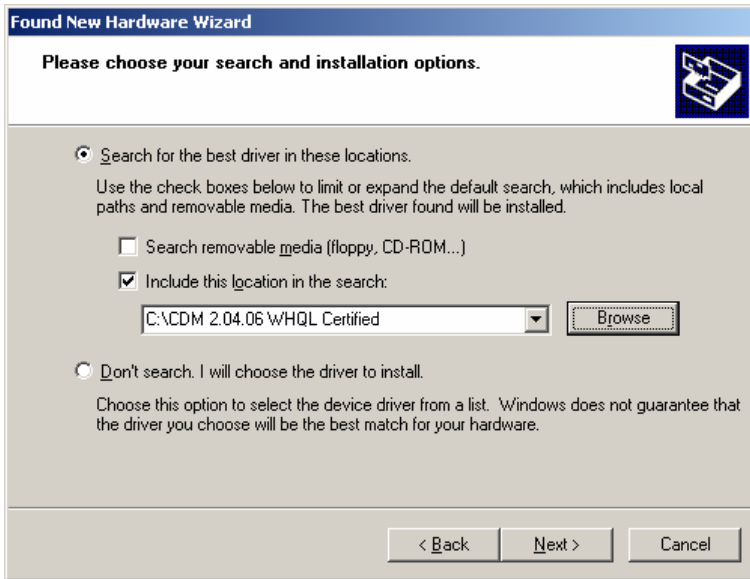 Found New Hardware Wizard
Please choose your search and installation options.
Search for the best driver in these locations.
Use the check boxes below to limit or expand the default search, which includes local
paths and removable media. The best driver found will be installed.
Search removable media (floppy, CD-ROM...)
Include this location in the search:
C:\CDM 2.04.06 WHQL Certified
Browse
Don't search. I will choose the driver to install.
Choose this option to select the device driver from a list. Windows does not guarantee that
the driver you choose will be the best match for your hardware.
< Back
Next >
Cancel